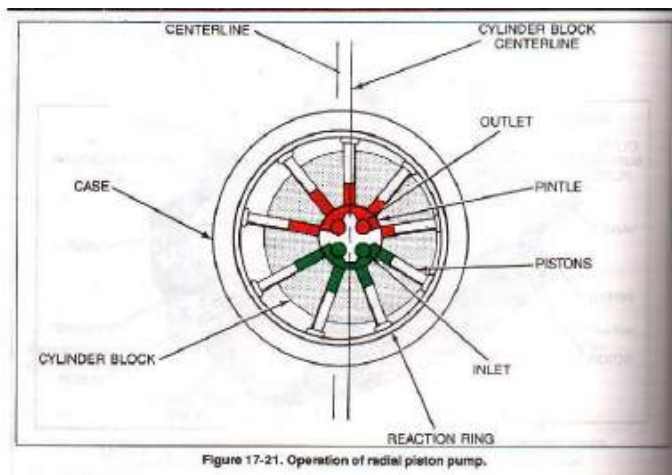 CENTERLINE
CYLINDER BLOCK
CENTERLINE
OUTLET
CASE
PINTLE
PISTONS
CYLINDER BLOCK
INLET
REACTION RING
Figure 17-21. Operation of radial piston pump.